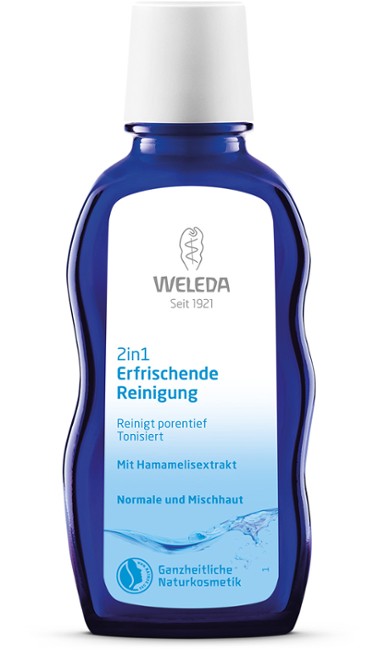 WELEDA
Seit 1921
2in1
Erfrischende
Reinigung
Reinigt porentief
Tonisiert
Mit Hamamelisextrakt
Normale und Mischhaut
Ganzheitliche
Naturkosmetik